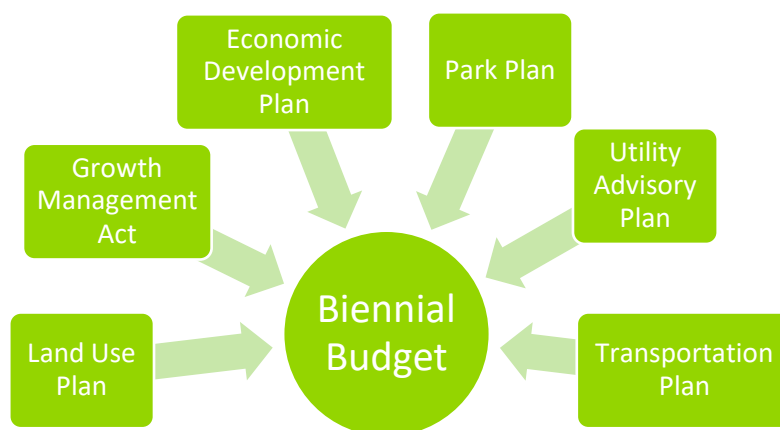 Economic
Development
Plan
Park Plan
Growth
Management
Act
Utility
Advisory
Plan
Land Use
Plan
Biennial
Budget
Transportation
Plan